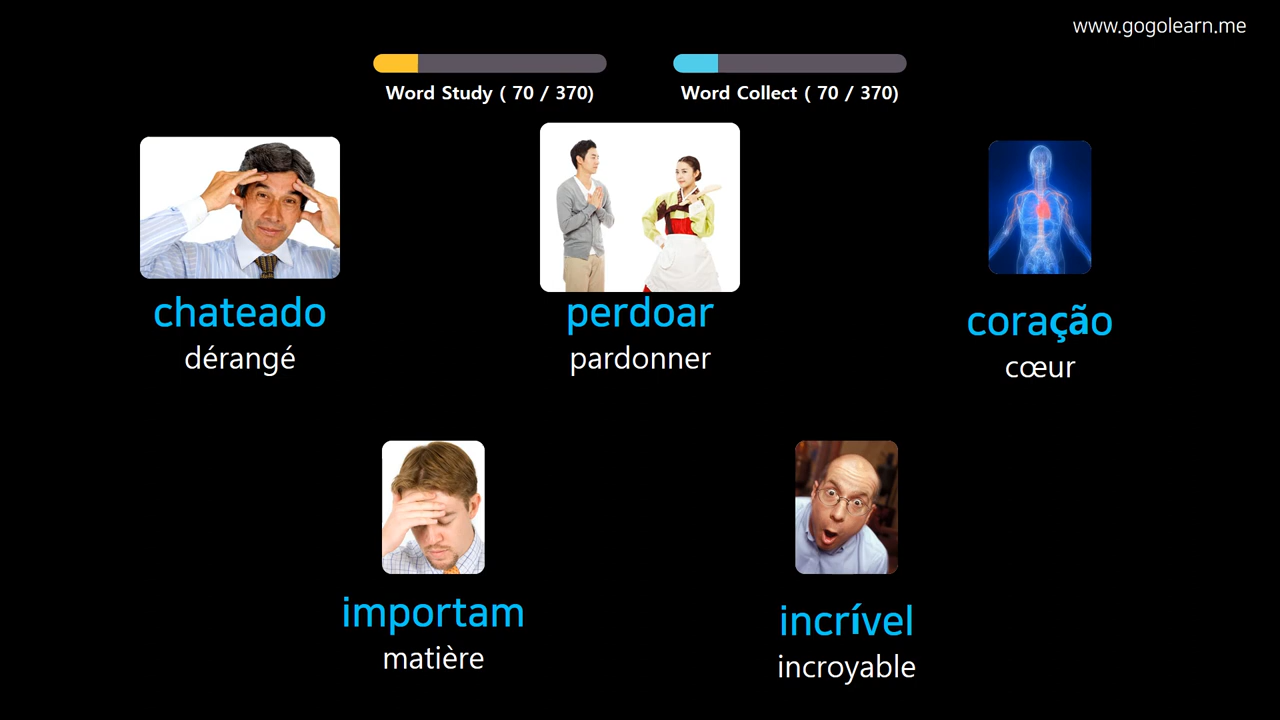 www.gogolearn.me
Word Study ( 70 / 370)
Word Collect ( 70 / 370)
chateado
dérangé
perdoar
pardonner
coração
cœur
importam
matière
incrível
incroyable